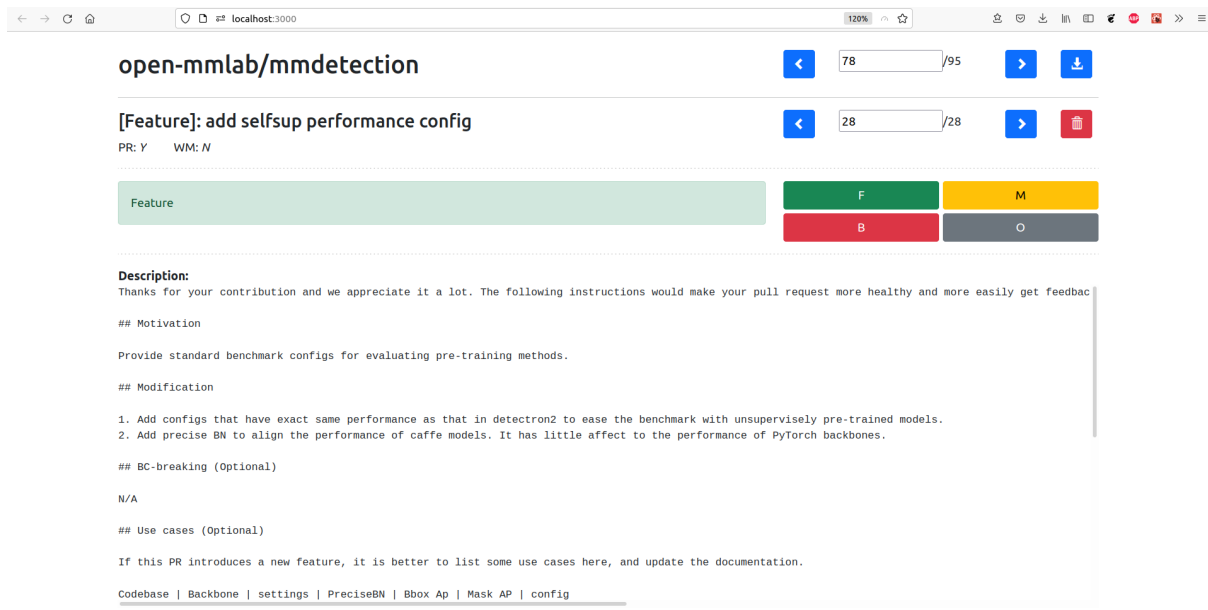 localhost:3000
120%
ABP
open-mmlab/mmdetection
78 /95
[Feature]: add selfsup performance config
28 /28
PR: Y WM: N
Feature
F M
B O
Description:
Thanks for your contribution and we appreciate it a lot. The following instructions would make your pull request more healthy and more easily get feedbac
## Motivation
Provide standard benchmark configs for evaluating pre-training methods.
## Modification
1. Add configs that have exact same performance as that in detectron2 to ease the benchmark with unsupervisely pre-trained models.
2. Add precise BN to align the performance of caffe models. It has little affect to the performance of PyTorch backbones.
## BC-breaking (Optional)
N/A
## Use cases (Optional)
If this PR introduces a new feature, it is better to list some use cases here, and update the documentation.
Codebase | Backbone | settings | PreciseBN | Bbox Ap | Mask AP | config